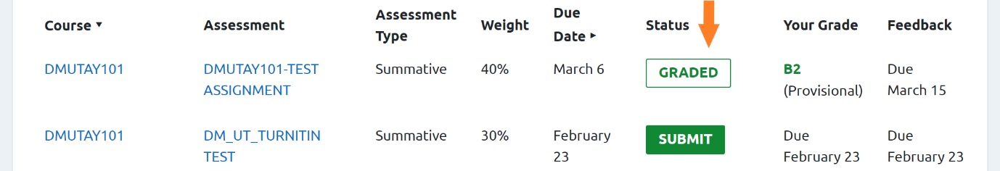 Course ▾ Assessment Assessment Type Weight Due Date ▸ Status Your Grade Feedback
DMUTAY101 DMUTAY101-TEST ASSIGNMENT Summative 40% March 6 GRADED B2 (Provisional) Due March 15
DMUTAY101 DM_UT_TURNITIN TEST Summative 30% February 23 SUBMIT Due February 23 Due February 23